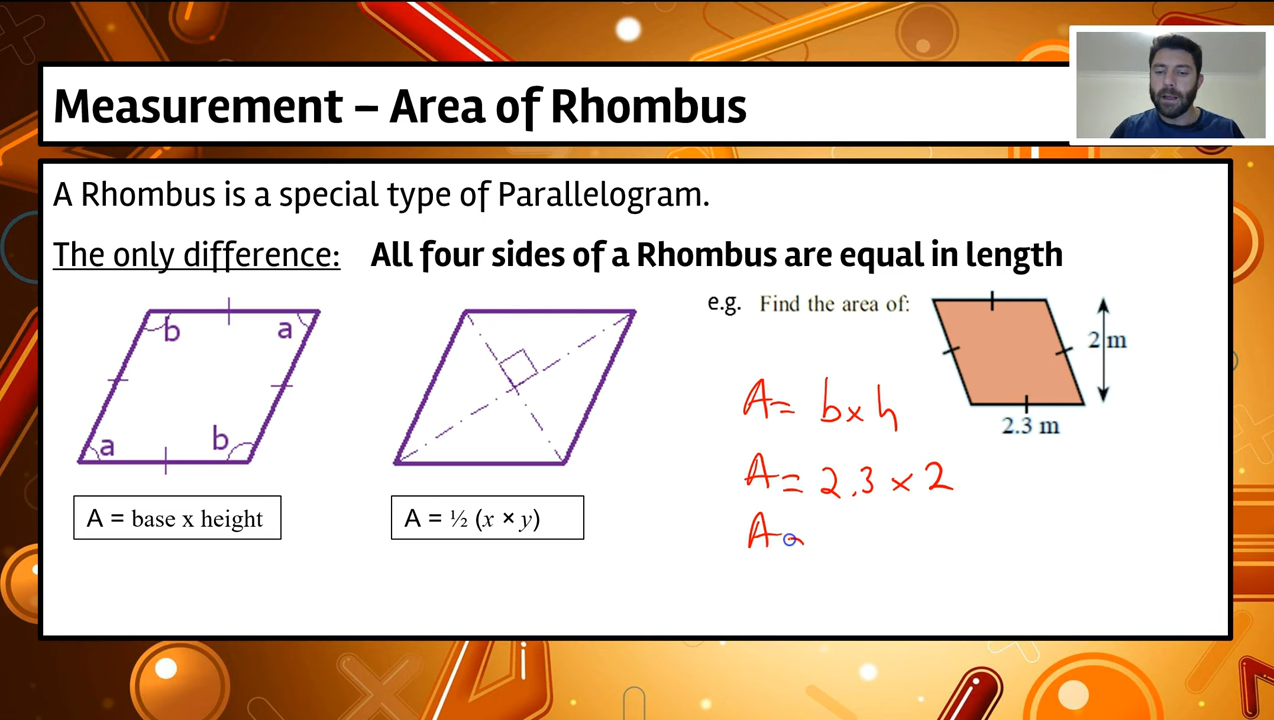 Measurement – Area of Rhombus
A Rhombus is a special type of Parallelogram.
The only difference: All four sides of a Rhombus are equal in length
b
a
a
b
A = base x height
A = ½ (x × y)
e.g. Find the area of:
2 m
2.3 m
A = b x h
A = 2.3 x 2
A =